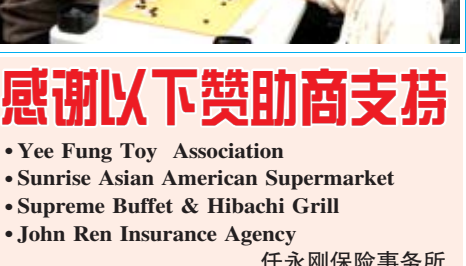 感谢以下赞助商支持
• Yee Fung Toy Association
• Sunrise Asian American Supermarket
• Supreme Buffet & Hibachi Grill
• John Ren Insurance Agency
任永刚保险事务所